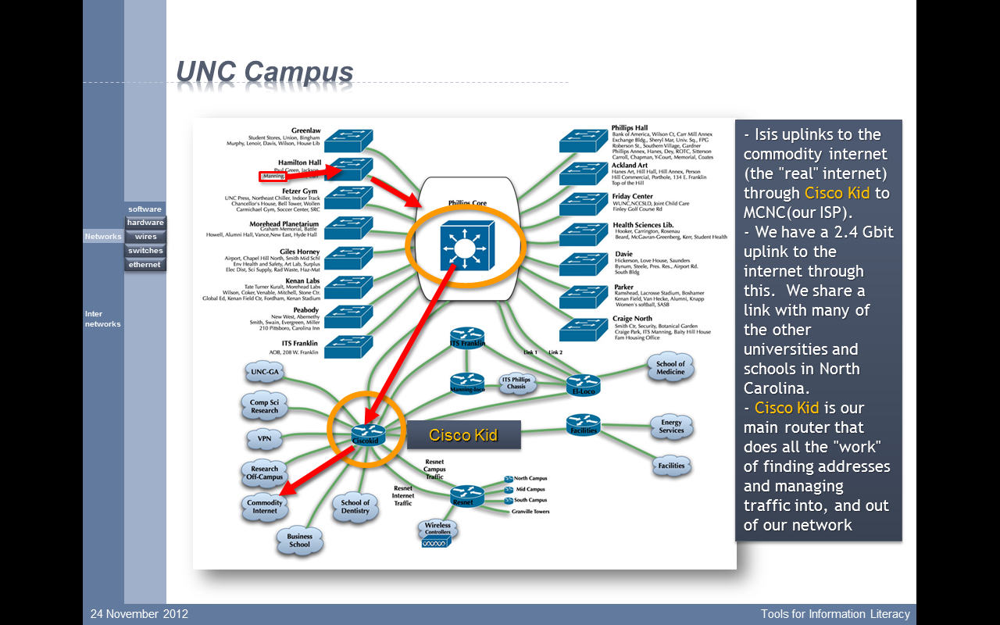 UNC Campus
software
hardware
Networks
wires
switches
ethernet
Inter
networks
Greenlaw
Student Stores, Union, Bingham
Murphy, Lenoir, Davis, Wilson, House Lib
Hamilton Hall
Paul Green, Jackson
Manning,
Fetzer Gym
UNC Press, Northeast Chiller, Indoor Track
Chancellor's House, Bell Tower, Wollen
Carmichael Gym, Soccer Center, SRC
Morehead Planetarium
Graham Memorial, Battle
Howell, Alumni Hall, Vance,New East, Hyde Hall
Giles Horney
Airport, Chapel Hill North, Smith Mid Schl
Env Health and Safety, Art Lab, Surplus
Elec Dist, Sci Supply, Rad Waste, Haz-Mat
Kenan Labs
Tate Turner Kuralt, Morehead Labs
Wilson, Coker, Venable, Mitchell, Stone Ctr.
Global Ed, Kenan Field Ctr, Fordham, Kenan Stadium
Peabody
New West, Abernethy
Smith, Swain, Evergreen, Miller
210 Pittsboro, Carolina Inn
ITS Franklin
AOB, 208 W. Franklin
Phillips Core
Phillips Hall
Bank of America, Wilson Ct, Carr Mill Annex
Exchange Bldg., Sheryl Mar, Univ. Sq., FPG
Roberson St., Southern Village, Gardner
Phillips Annex, Hanes, Dey, ROTC, Sitterson
Carroll, Chapman, Y-Court, Memorial, Coates
Ackland Art
Hanes Art, Hill Hall, Hill Annex, Person
Hill Commercial, Porthole, 134 E. Franklin
Top of the Hill
Friday Center
WUNC,NCCSLD, Joint Child Care
Finley Golf Course Rd
Health Sciences Lib.
Hooker, Carrington, Rosenau
Beard, McGavran-Greenberg, Kerr, Student Health
Davie
Hickerson, Love House, Saunders
Bynum, Steele, Pres. Res., Airport Rd.
South Bldg
Parker
Ramshead, Lacrosse Stadium, Boshamer
Kenan Field, Van Hecke, Alumni, Knapp
Women's softball, SASB
Craige North
Smith Ctr, Security, Botanical Garden
Craige Park, ITS Manning, Baity Hill House
Fam Housing Office
ITS Franklin
Link 1
Link 2
UNC-GA
Comp Sci
Research
VPN
Research
Off-Campus
Commodity
Internet
Business
School
School of
Dentistry
Ciscokid
Cisco Kid
Manning-loco
ITS Phillips
Chassis
El-Loco
School of
Medicine
Facilities
Energy
Services
Facilities
Resnet
Campus
Traffic
Resnet
Internet
Traffic
Resnet
North Campus
Mid Campus
South Campus
Granville Towers
Wireless
Controllers
- Isis uplinks to the
commodity internet
(the "real" internet)
through Cisco Kid to
MCNC(our ISP).
- We have a 2.4 Gbit
uplink to the
internet through
this. We share a
link with many of
the other
universities and
schools in North
Carolina.
- Cisco Kid is our
main router that
does all the "work"
of finding addresses
and managing
traffic into, and out
of our network
24 November 2012
Tools for Information Literacy